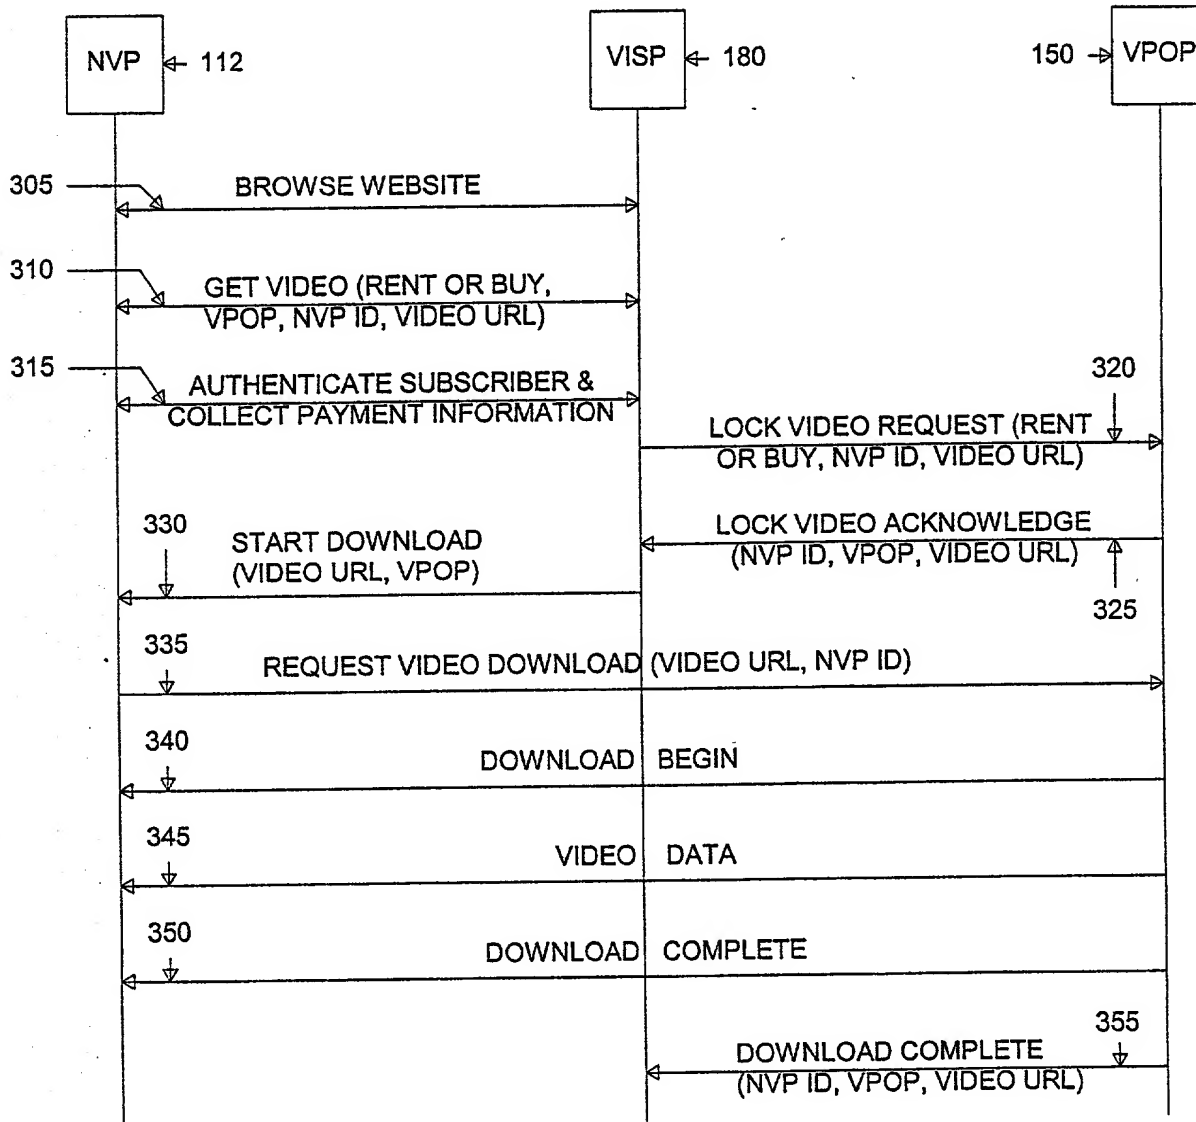 NVP
112
VISP
180
150
VPOP
305
BROWSE WEBSITE
310
GET VIDEO (RENT OR BUY,
VPOP, NVP ID, VIDEO URL)
315
AUTHENTICATE SUBSCRIBER &
COLLECT PAYMENT INFORMATION
320
LOCK VIDEO REQUEST (RENT
OR BUY, NVP ID, VIDEO URL)
LOCK VIDEO ACKNOWLEDGE
(NVP ID, VPOP, VIDEO URL)
325
330
START DOWNLOAD
(VIDEO URL, VPOP)
335
REQUEST VIDEO DOWNLOAD (VIDEO URL, NVP ID)
340
DOWNLOAD BEGIN
345
VIDEO DATA
350
DOWNLOAD COMPLETE
355
DOWNLOAD COMPLETE
(NVP ID, VPOP, VIDEO URL)